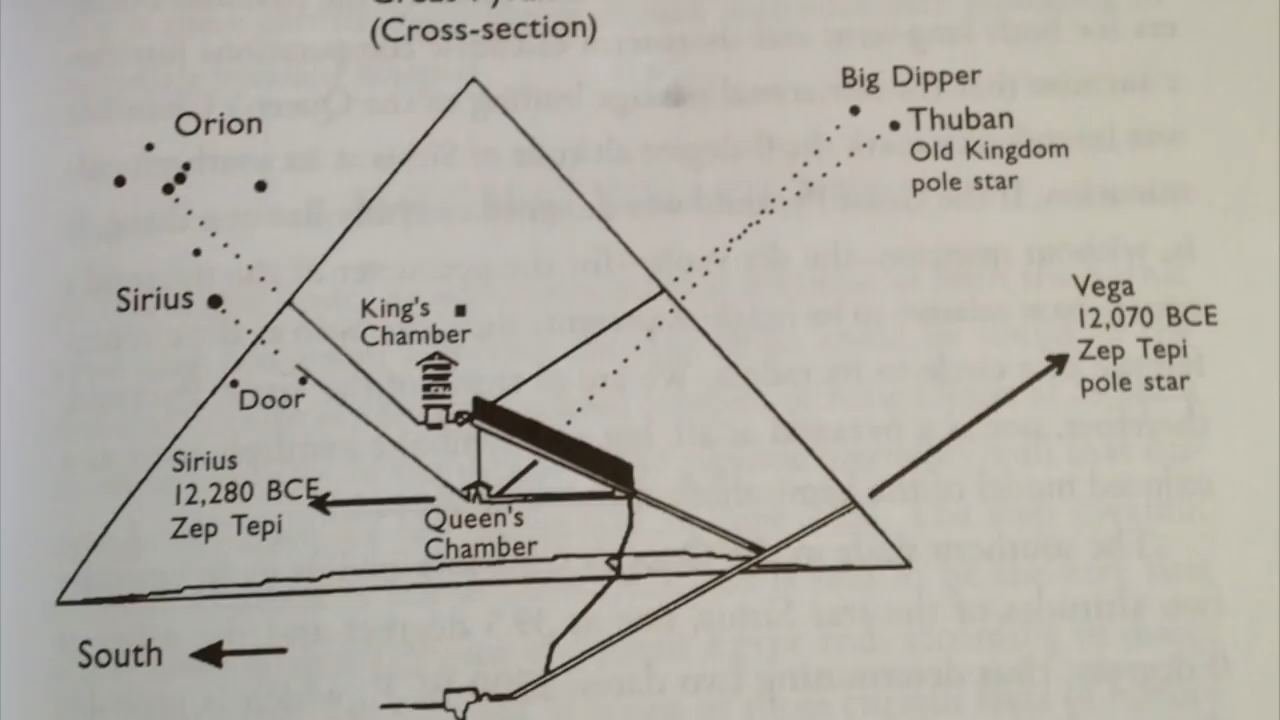 (Cross-section)
Big Dipper
Orion
Thuban
Old Kingdom
pole star
Sirius
King's
Chamber
Vega
12,070 BCE
Zep Tepi
pole star
Door
Sirius
12,280 BCE
Zep Tepi
Queen's
Chamber
South